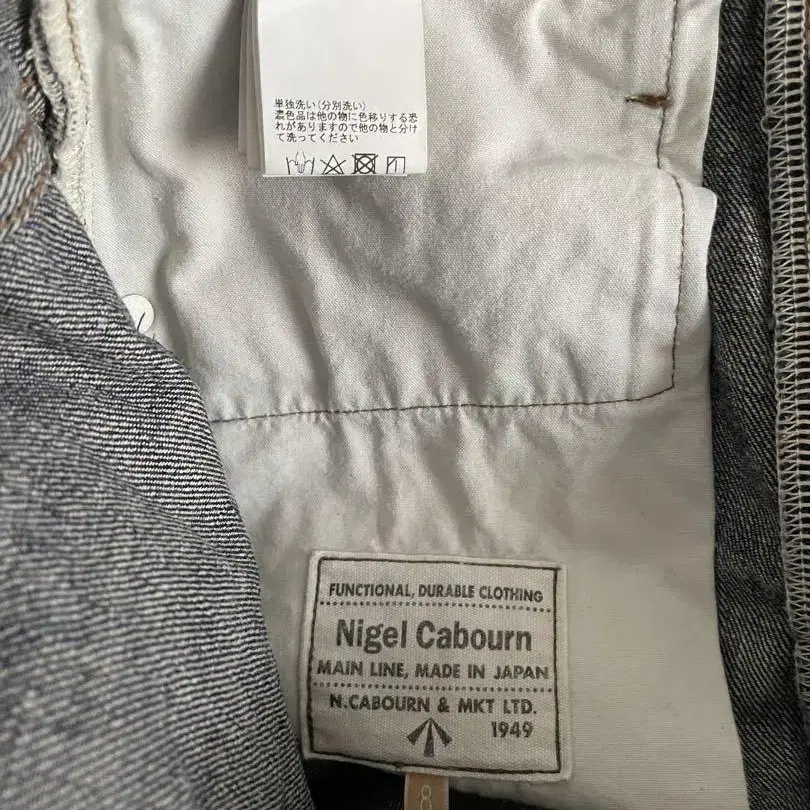 単独洗い(分別洗い)
濃色品は他の物に色移りする恐
れがありますので他の物と分け
て洗ってください
FUNCTIONAL, DURABLE CLOTHING
Nigel Cabourn
MAIN LINE, MADE IN JAPAN
N.CABOURN & MKT LTD.
1949
8